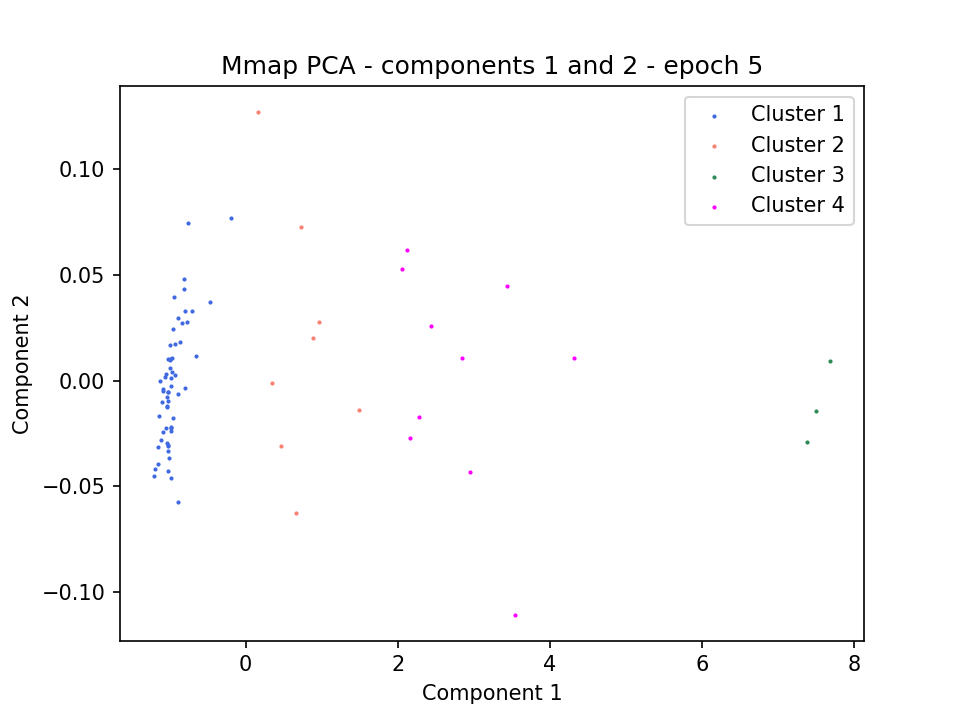 Mmap PCA - components 1 and 2 - epoch 5
Cluster 1
Cluster 2
Cluster 3
Cluster 4
0.10
0.05
0.00
−0.05
−0.10
Component 2
0 2 4 6 8
Component 1